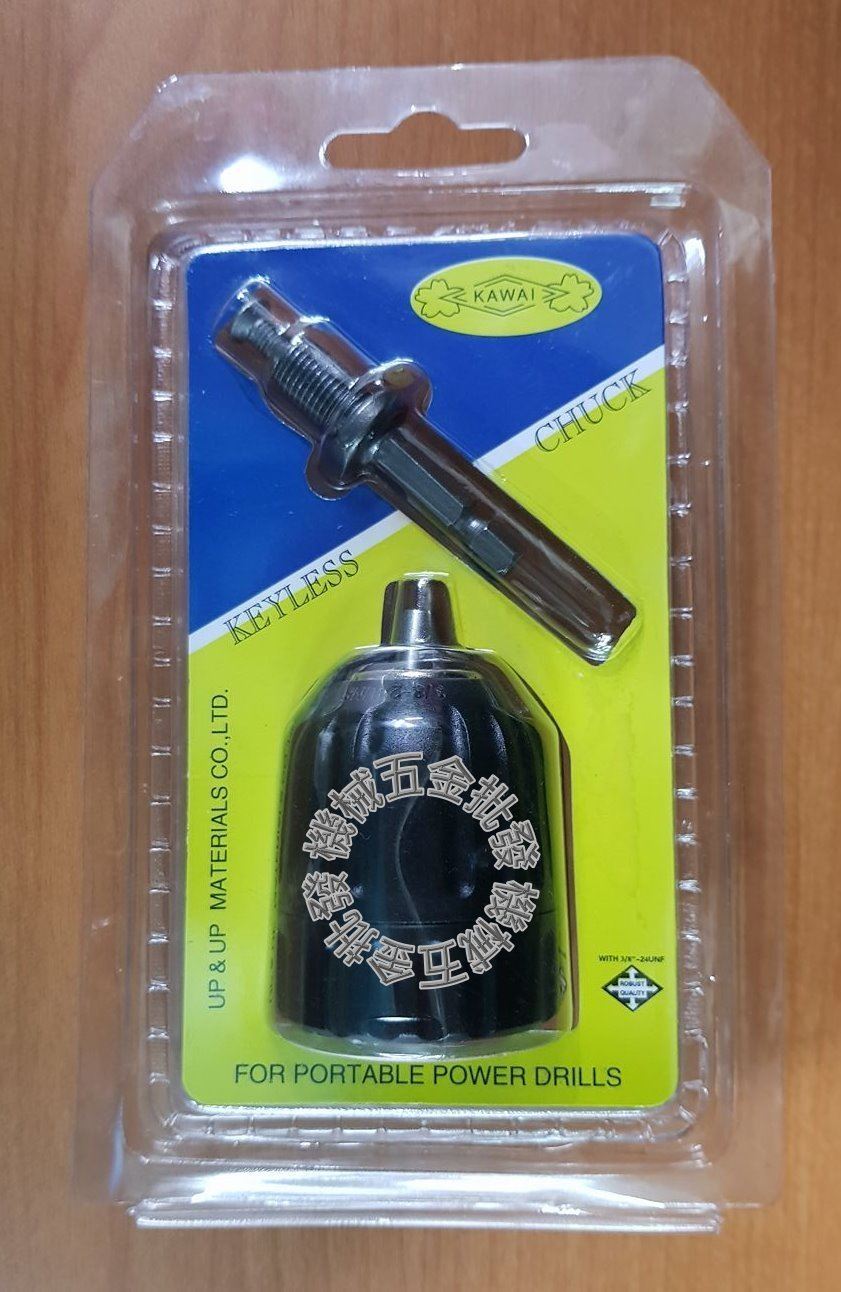 KAWAI
KEYLESS CHUCK
UP & UP MATERIALS CO.,LTD.
機械五金批發 機械五金批發
WITH 3/8"-24UNF
ROBUST
QUALITY
FOR PORTABLE POWER DRILLS